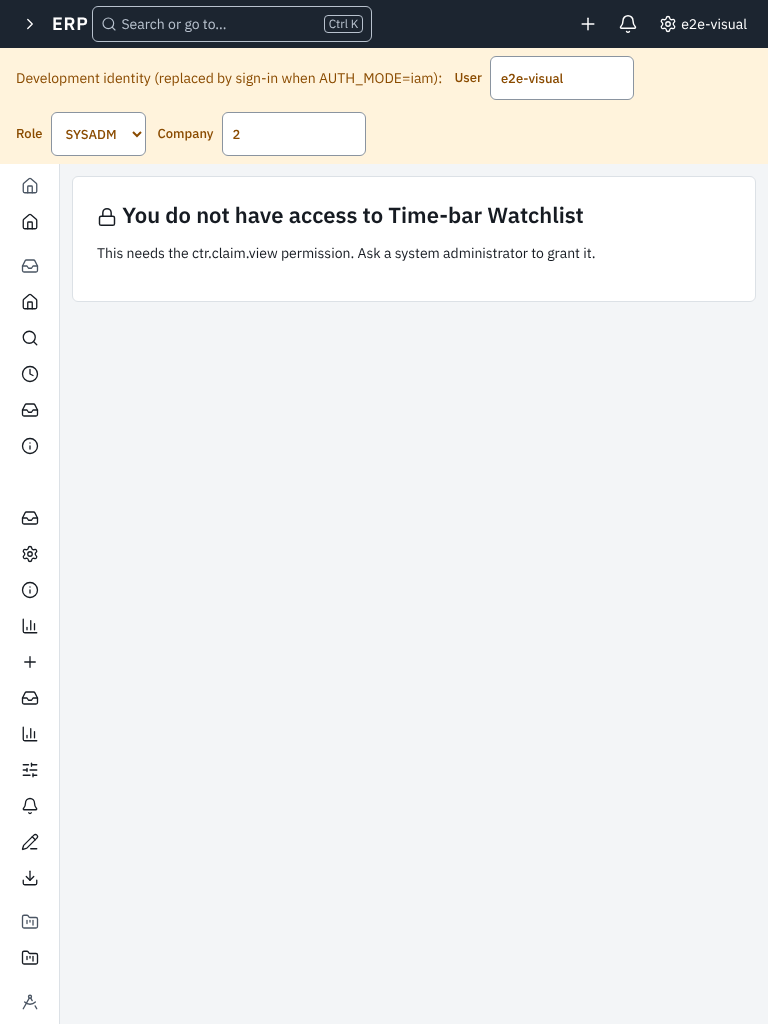 ERP Search or go to... Ctrl K e2e-visual
Development identity (replaced by sign-in when AUTH_MODE=iam): User e2e-visual
Role SYSADM Company 2
You do not have access to Time-bar Watchlist
This needs the ctr.claim.view permission. Ask a system administrator to grant it.